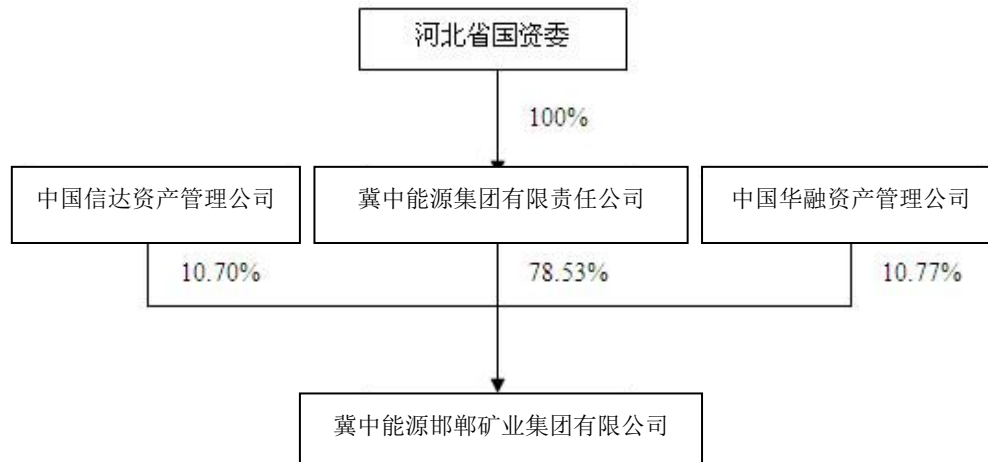 河北省国资委
100%
中国信达资产管理公司
冀中能源集团有限责任公司
中国华融资产管理公司
10.70%
78.53%
10.77%
冀中能源邯郸矿业集团有限公司